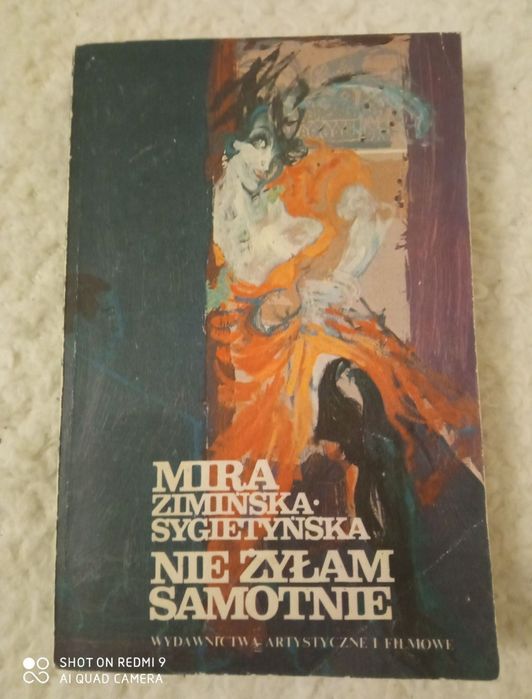 MIRA
ZIMIŃSKA-
SYGIETYŃSKA
NIE ŻYŁAM
SAMOTNIE
WYDAWNICTWA ARTYSTYCZNE I FILMOWE
SHOT ON REDMI 9
AI QUAD CAMERA